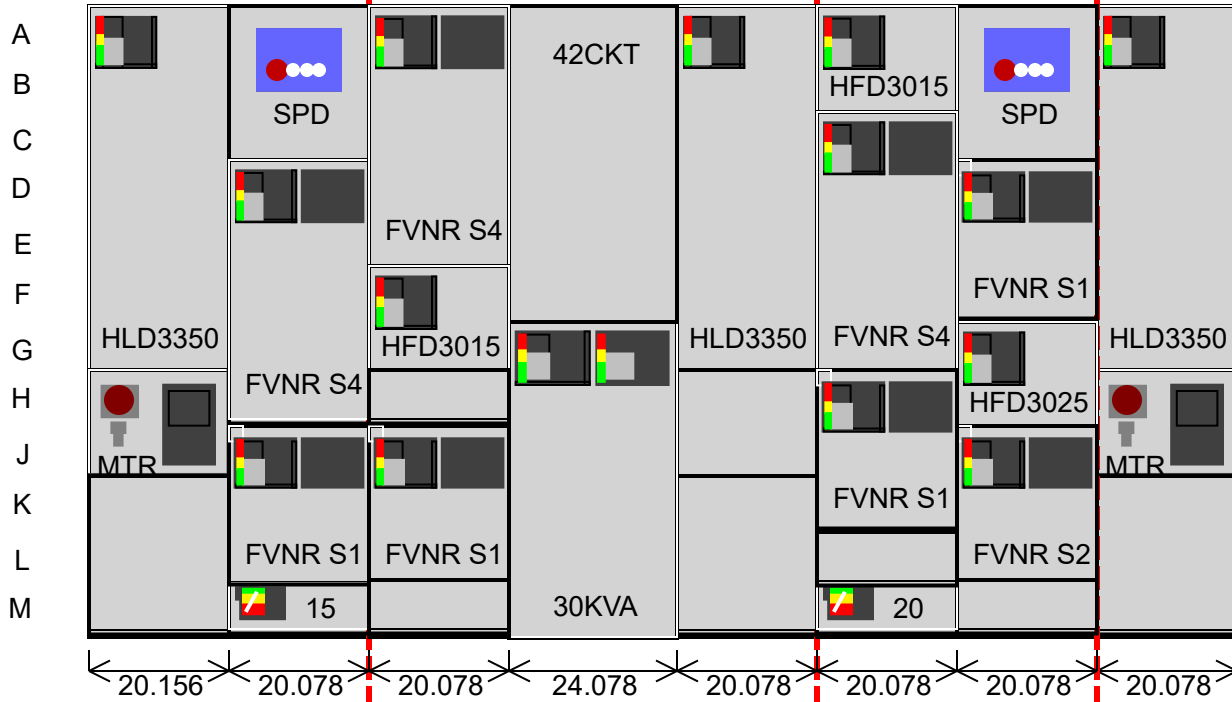 A
42CKT
B
HFD3015
SPD
SPD
C
D
FVNR S4
E
FVNR S1
F
HLD3350
HFD3015
HLD3350
FVNR S4
HLD3350
G
FVNR S4
H
HFD3025
J
MTR
MTR
K
FVNR S1
L
FVNR S1
FVNR S1
FVNR S2
M
15
30KVA
20
20.156
20.078
20.078
24.078
20.078
20.078
20.078
20.078